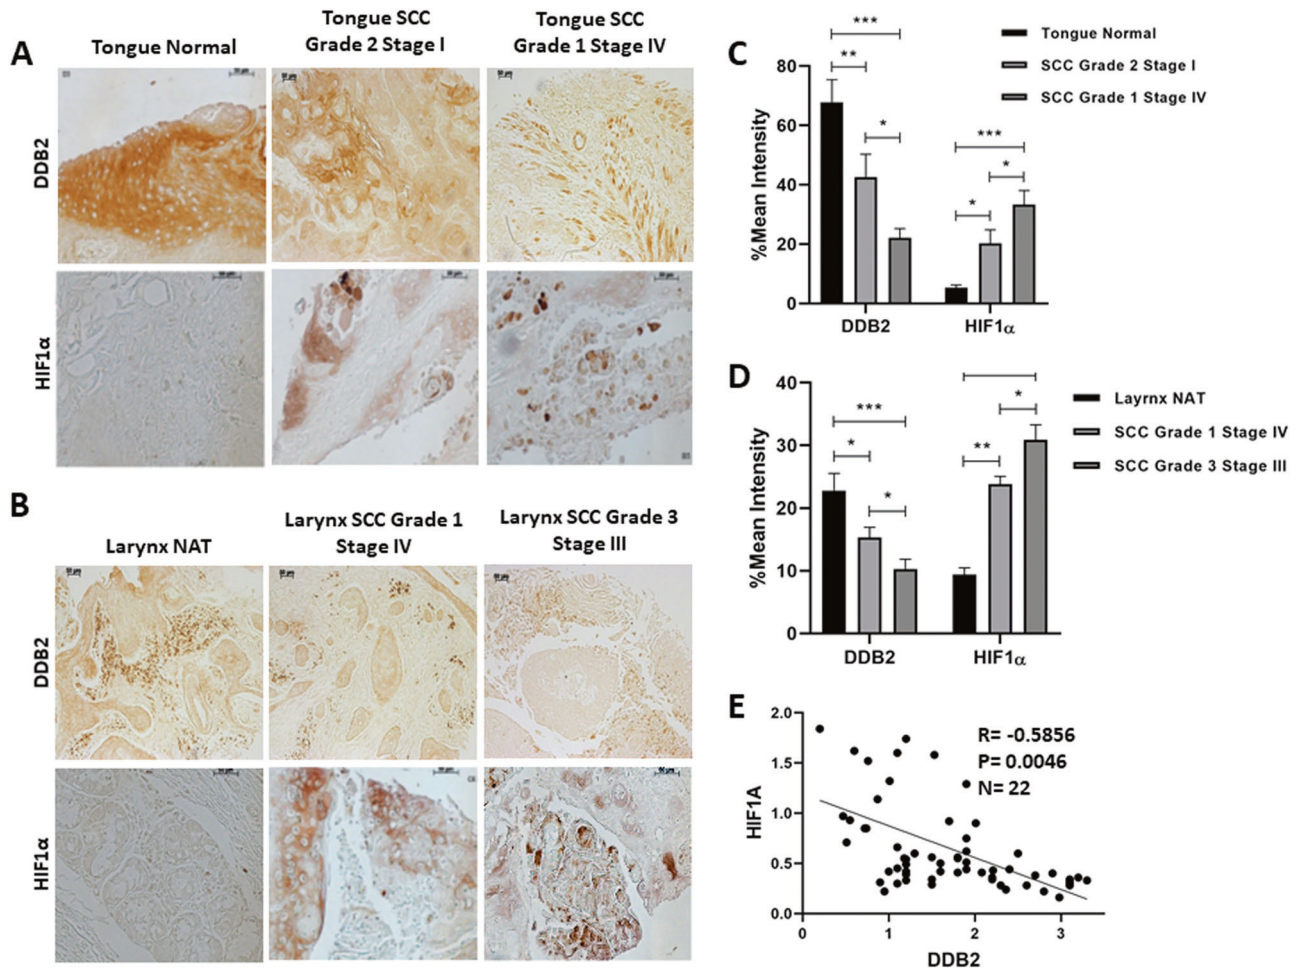 A
Tongue Normal
Tongue SCC
Grade 2 Stage I
Tongue SCC
Grade 1 Stage IV
DDB2
HIF1α
B
Larynx NAT
Larynx SCC Grade 1
Stage IV
Larynx SCC Grade 3
Stage III
DDB2
HIF1α
C
Tongue Normal
SCC Grade 2 Stage I
SCC Grade 1 Stage IV
%Mean Intensity
80
60
40
20
0
***
**
*
***
*
*
DDB2
HIF1α
D
Layrnx NAT
SCC Grade 1 Stage IV
SCC Grade 3 Stage III
%Mean Intensity
40
30
20
10
0
***
*
*
*
**
DDB2
HIF1α
E
R= -0.5856
P= 0.0046
N= 22
HIF1A
2.0
1.5
1.0
0.5
0.0
0
1
2
3
DDB2